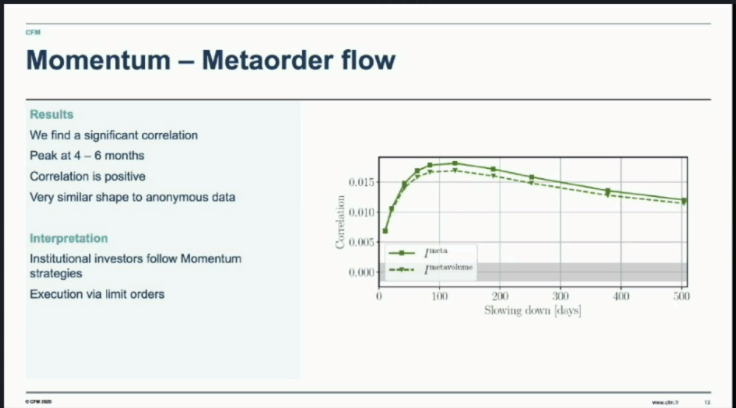 CFM
Momentum – Metaorder flow
Results
We find a significant correlation
Peak at 4 – 6 months
Correlation is positive
Very similar shape to anonymous data
Interpretation
Institutional investors follow Momentum
strategies
Execution via limit orders
Correlation
0.015
0.010
0.005
0.000
I^meta
I^metavolume
0 100 200 300 400 500
Slowing down [days]
© CFM 2020
www.cfm.fr
12